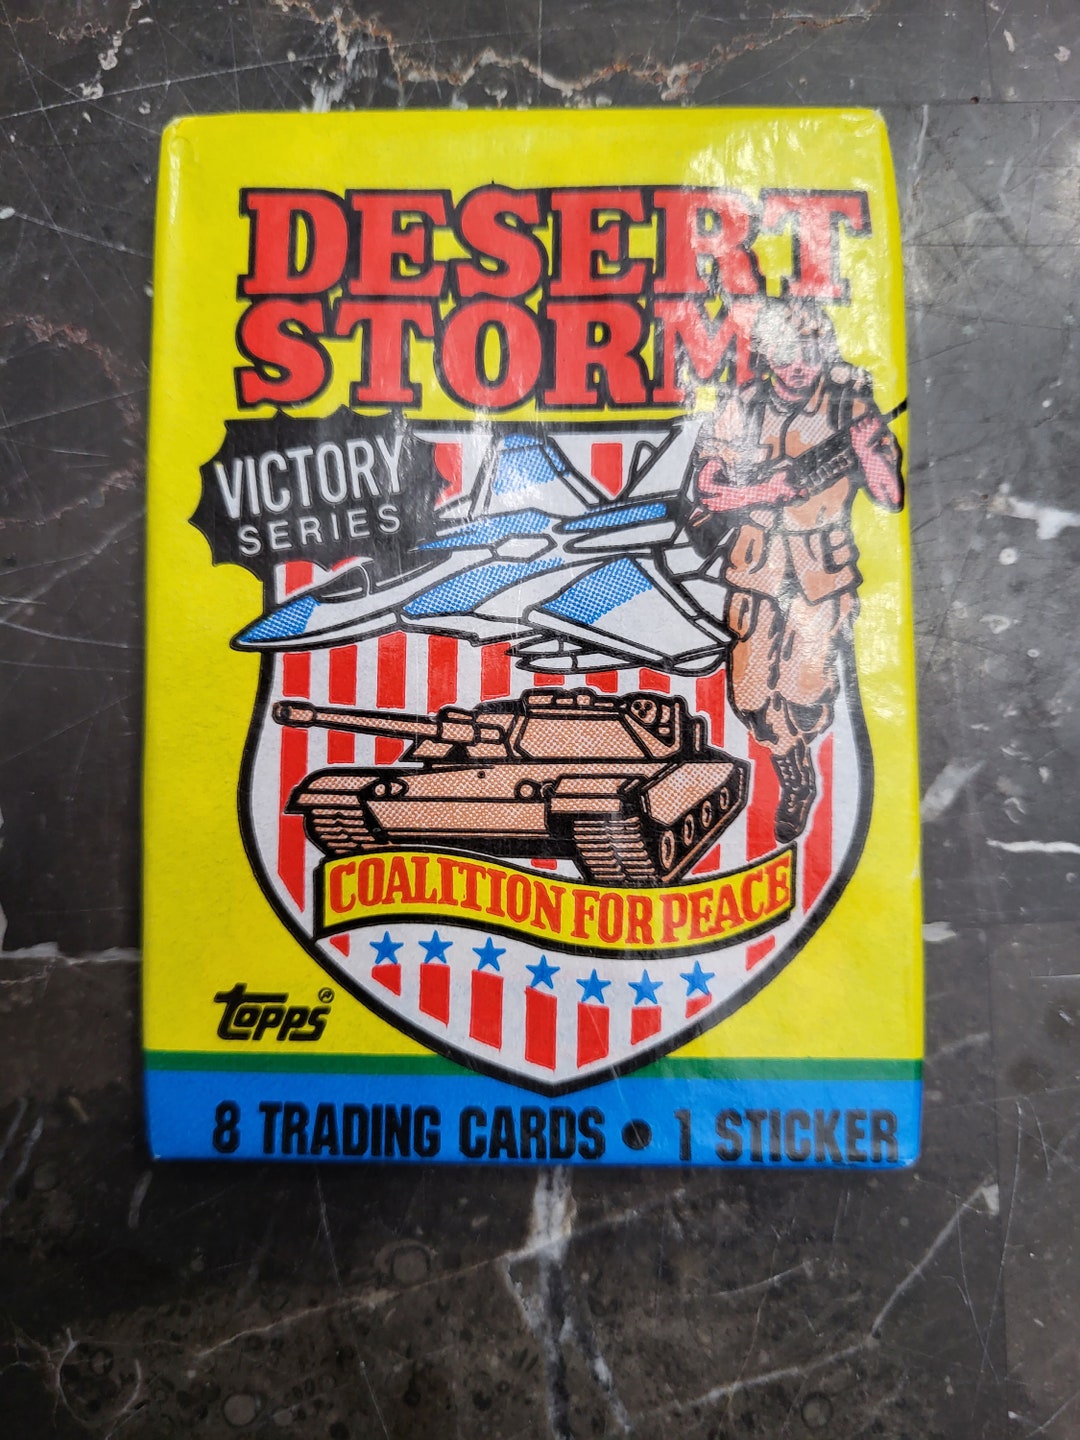 DESERT
STORM
VICTORY
SERIES
COALITION FOR PEACE
topps®
8 TRADING CARDS • 1 STICKER